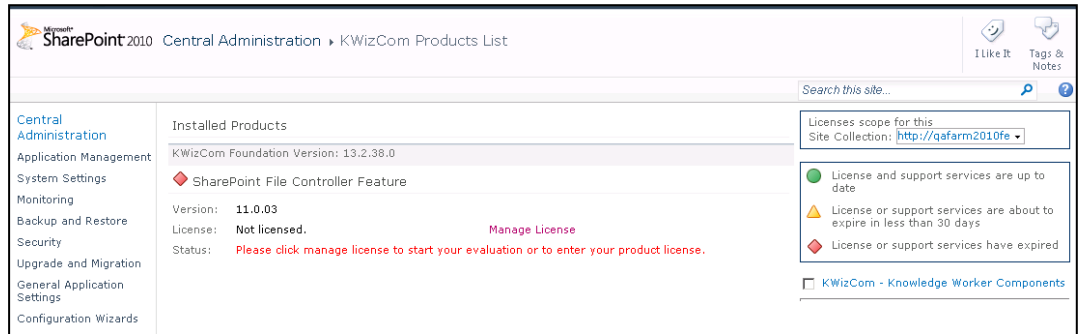 Microsoft
SharePoint 2010 Central Administration ▸ KWizCom Products List
I Like It
Tags &
Notes
Search this site...
Central
Administration
Application Management
System Settings
Monitoring
Backup and Restore
Security
Upgrade and Migration
General Application
Settings
Configuration Wizards
Installed Products
KWizCom Foundation Version: 13.2.38.0
SharePoint File Controller Feature
Version: 11.0.03
License: Not licensed. Manage License
Status: Please click manage license to start your evaluation or to enter your product license.
Licenses scope for this
Site Collection: http://qafarm2010fe
License and support services are up to
date
License or support services are about to
expire in less than 30 days
License or support services have expired
KWizCom - Knowledge Worker Components